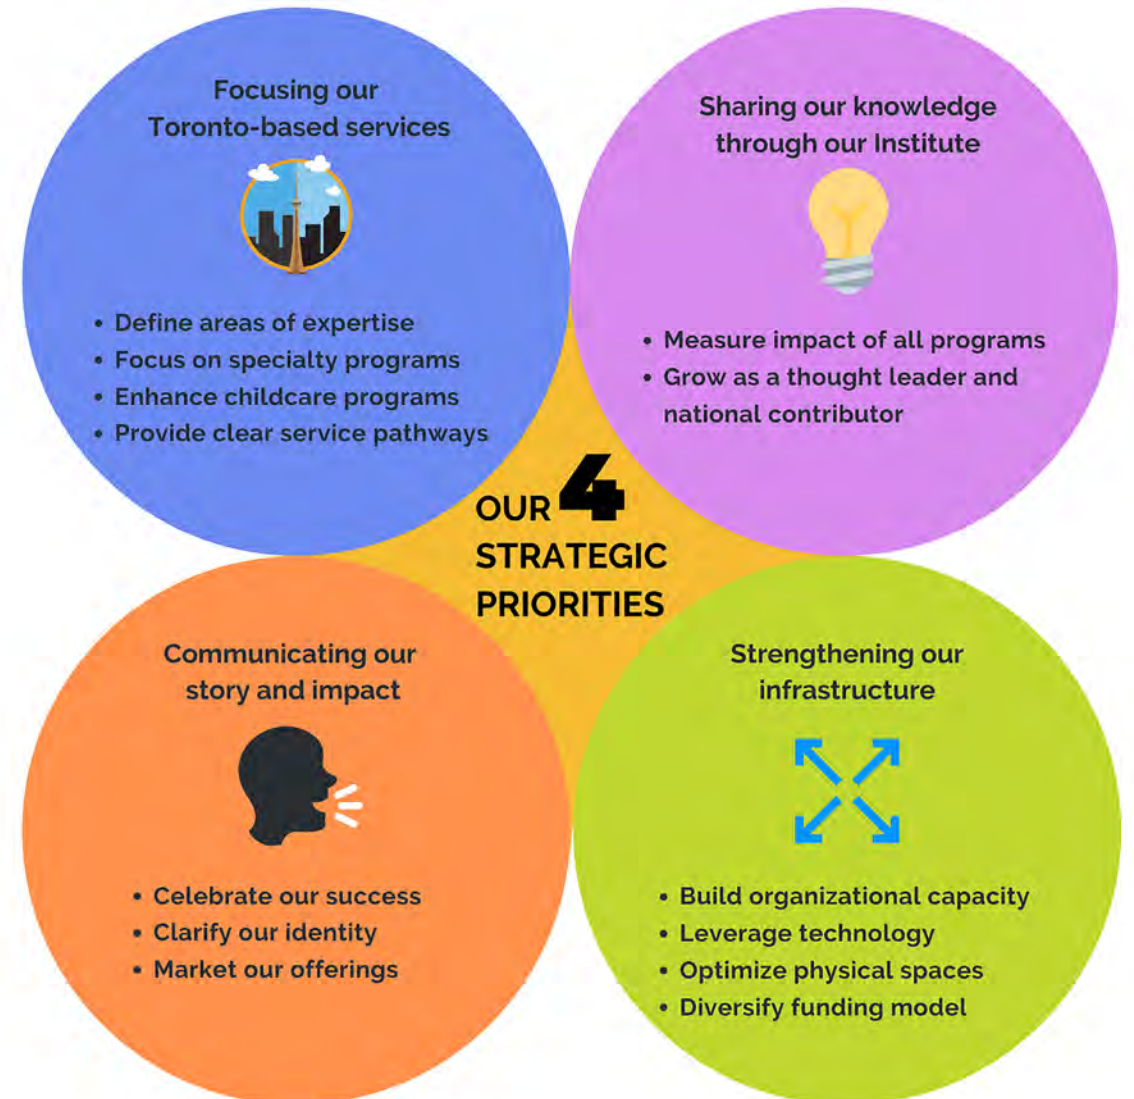 Focusing our
Toronto-based services
• Define areas of expertise
• Focus on specialty programs
• Enhance childcare programs
• Provide clear service pathways
Sharing our knowledge
through our Institute
• Measure impact of all programs
• Grow as a thought leader and
national contributor
OUR 4
STRATEGIC
PRIORITIES
Communicating our
story and impact
• Celebrate our success
• Clarify our identity
• Market our offerings
Strengthening our
infrastructure
• Build organizational capacity
• Leverage technology
• Optimize physical spaces
• Diversify funding model